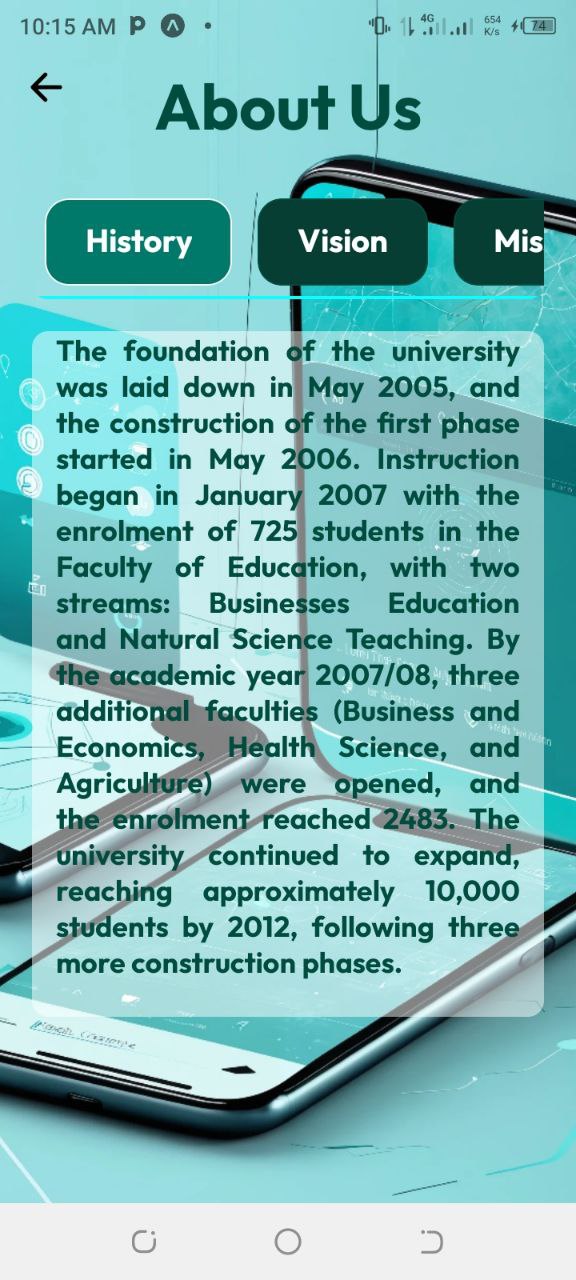 10:15 AM
4G
654
K/s
74
About Us
History Vision Mis
The foundation of the university
was laid down in May 2005, and
the construction of the first phase
started in May 2006. Instruction
began in January 2007 with the
enrolment of 725 students in the
Faculty of Education, with two
streams: Businesses Education
and Natural Science Teaching. By
the academic year 2007/08, three
additional faculties (Business and
Economics, Health Science, and
Agriculture) were opened, and
the enrolment reached 2483. The
university continued to expand,
reaching approximately 10,000
students by 2012, following three
more construction phases.